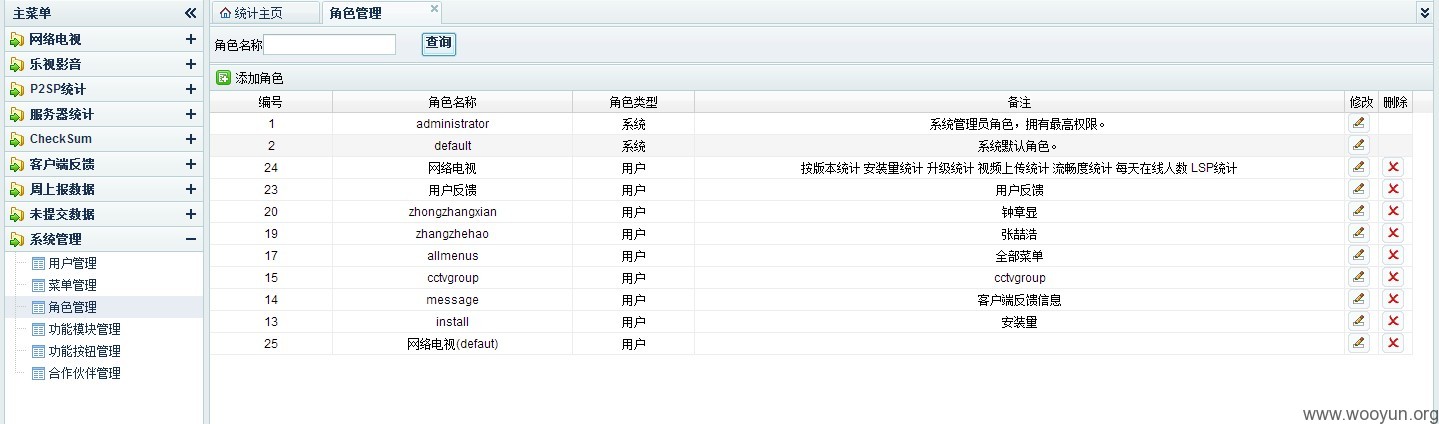 主菜单
网络电视
乐视影音
P2SP统计
服务器统计
CheckSum
客户端反馈
周上报数据
未提交数据
系统管理
用户管理
菜单管理
角色管理
功能模块管理
功能按钮管理
合作伙伴管理
统计主页 角色管理
角色名称 查询
添加角色
编号 角色名称 角色类型 备注 修改 删除
1 administrator 系统 系统管理员角色，拥有最高权限。
2 default 系统 系统默认角色。
24 网络电视 用户 按版本统计 安装量统计 升级统计 视频上传统计 流畅度统计 每天在线人数 LSP统计
23 用户反馈 用户 用户反馈
20 zhongzhangxian 用户 钟章显
19 zhangzhehao 用户 张喆浩
17 allmenus 用户 全部菜单
15 cctvgroup 用户 cctvgroup
14 message 用户 客户端反馈信息
13 install 用户 安装量
25 网络电视(defaut) 用户
www.wooyun.org